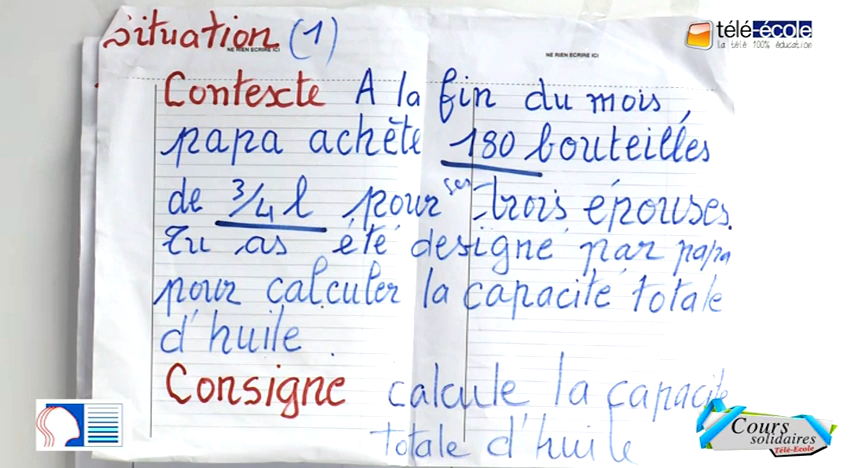 Situation (1)
NE RIEN ECRIRE ICI
NE RIEN ECRIRE ICI
télé-école
la télé 100% éducation
Contexte A la fin du mois,
papa achète 180 bouteilles
de 3/4 l pour ses trois épouses.
Tu as été designé par papa
pour calculer la capacité totale
d'huile.
Consigne calcule la capacité
totale d'huile
Cours
solidaires
Télé-Ecole